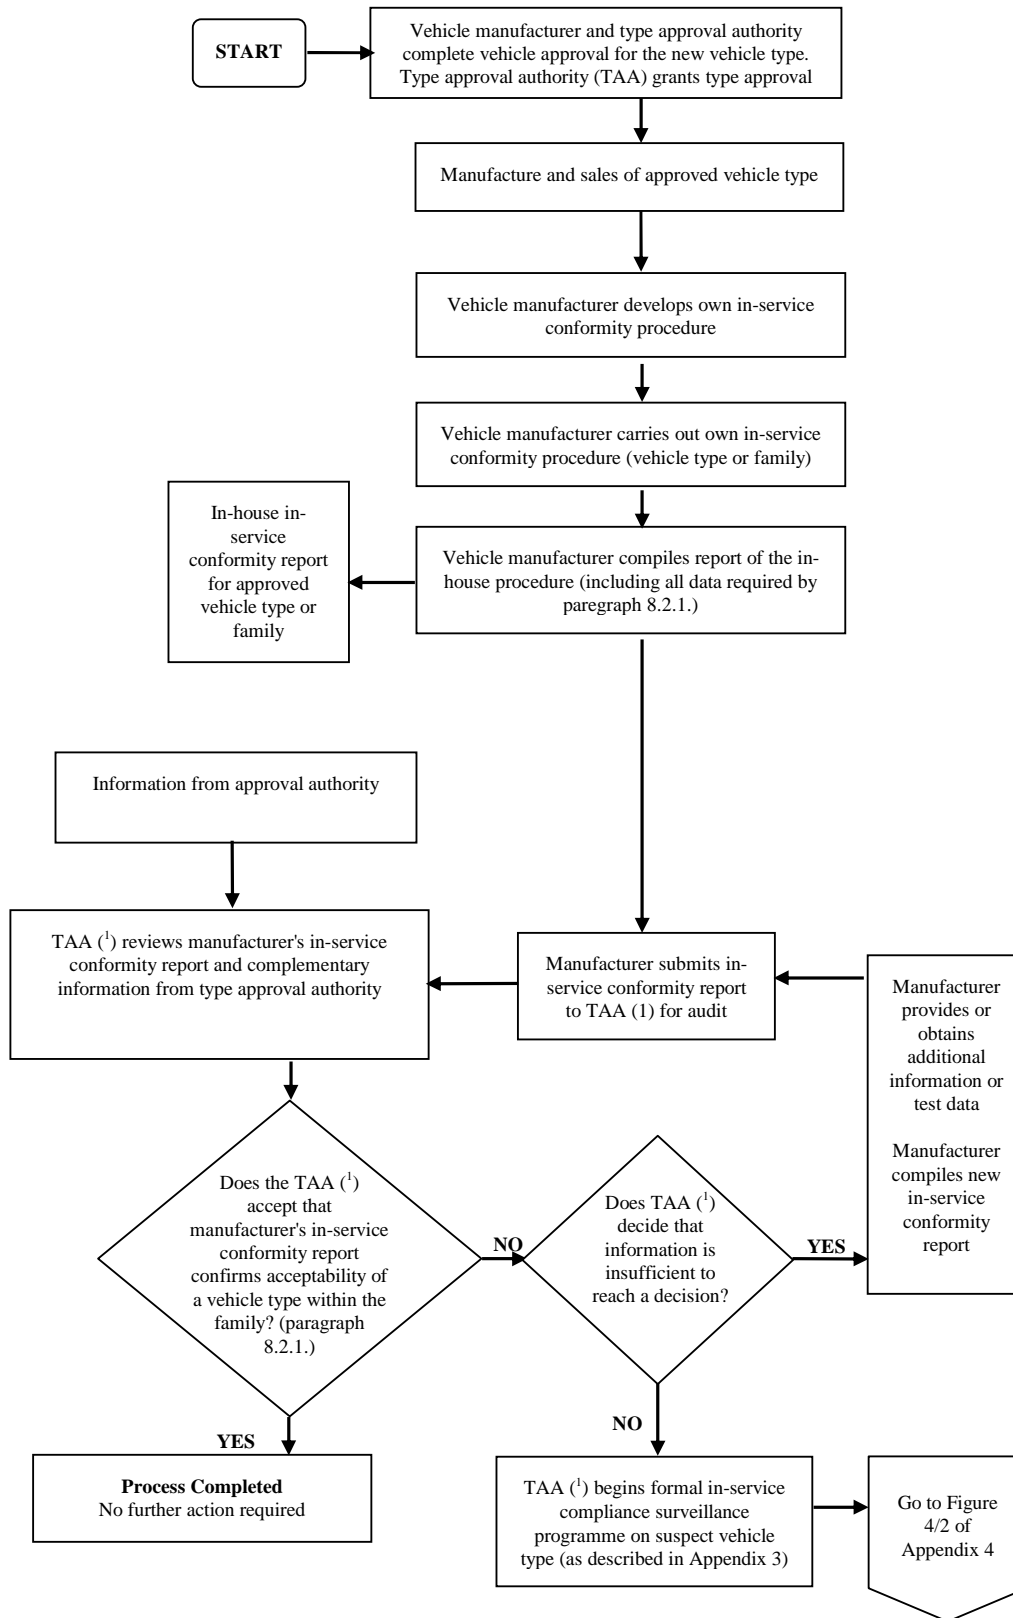 START
Vehicle manufacturer and type approval authority
complete vehicle approval for the new vehicle type.
Type approval authority (TAA) grants type approval
Manufacture and sales of approved vehicle type
Vehicle manufacturer develops own in-service
conformity procedure
Vehicle manufacturer carries out own in-service
conformity procedure (vehicle type or family)
In-house in-
service
conformity report
for approved
vehicle type or
family
Vehicle manufacturer compiles report of the in-
house procedure (including all data required by
paragraph 8.2.1.)
Information from approval authority
TAA (¹) reviews manufacturer's in-service
conformity report and complementary
information from type approval authority
Manufacturer submits in-
service conformity report
to TAA (1) for audit
Manufacturer
provides or
obtains
additional
information or
test data
Manufacturer
compiles new
in-service
conformity
report
Does the TAA (¹)
accept that
manufacturer's in-service
conformity report
confirms acceptability of
a vehicle type within the
family? (paragraph
8.2.1.)
NO
Does TAA (¹)
decide that
information is
insufficient to
reach a decision?
YES
YES
NO
Process Completed
No further action required
TAA (¹) begins formal in-service
compliance surveillance
programme on suspect vehicle
type (as described in Appendix 3)
Go to Figure
4/2 of
Appendix 4